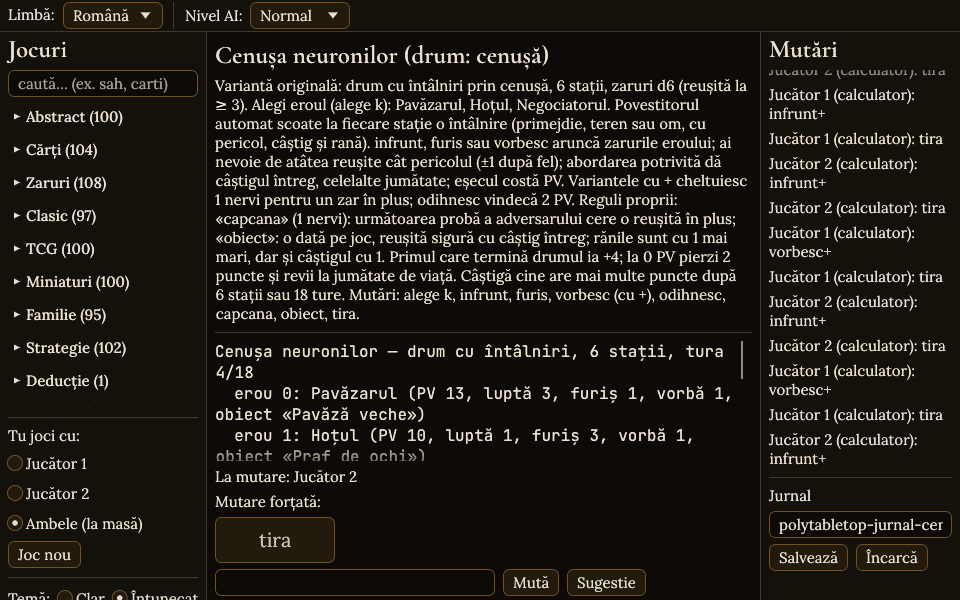 Limbă: Română ▼ Nivel AI: Normal ▼
Jocuri
caută... (ex. sah, carti)
▸ Abstract (100)
▸ Cărți (104)
▸ Zaruri (108)
▸ Clasic (97)
▸ TCG (100)
▸ Miniaturi (100)
▸ Familie (95)
▸ Strategie (102)
▸ Deducție (1)
Tu joci cu:
Jucător 1
Jucător 2
Ambele (la masă)
Joc nou
Temă: Clar Întunecat
Cenușa neuronilor (drum: cenușă)
Variantă originală: drum cu întâlniri prin cenușă, 6 stații, zaruri d6 (reușită la
≥ 3). Alegi eroul (alege k): Pavăzarul, Hoțul, Negociatorul. Povestitorul
automat scoate la fiecare stație o întâlnire (primejdie, teren sau om, cu
pericol, câștig și rană). infrunt, furis sau vorbesc aruncă zarurile eroului; ai
nevoie de atâtea reușite cât pericolul (±1 după fel); abordarea potrivită dă
câștigul întreg, celelalte jumătate; eșecul costă PV. Variantele cu + cheltuiesc
1 nervi pentru un zar în plus; odihnesc vindecă 2 PV. Reguli proprii:
«capcana» (1 nervi): următoarea probă a adversarului cere o reușită în plus;
«obiect»: o dată pe joc, reușită sigură cu câștig întreg; rănile sunt cu 1 mai
mari, dar și câștigul cu 1. Primul care termină drumul ia +4; la 0 PV pierzi 2
puncte și revii la jumătate de viață. Câștigă cine are mai multe puncte după
6 stații sau 18 ture. Mutări: alege k, infrunt, furis, vorbesc (cu +), odihnesc,
capcana, obiect, tira.
Cenușa neuronilor — drum cu întâlniri, 6 stații, tura
4/18
erou 0: Pavăzarul (PV 13, luptă 3, furiș 1, vorbă 1,
obiect «Pavăză veche»)
erou 1: Hoțul (PV 10, luptă 1, furiș 3, vorbă 1,
obiect «Praf de ochi»)
La mutare: Jucător 2
Mutare forțată:
tira
Mută Sugestie
Mutări
Jucător 2 (calculator): tira
Jucător 1 (calculator):
infrunt+
Jucător 1 (calculator): tira
Jucător 2 (calculator):
infrunt+
Jucător 2 (calculator): tira
Jucător 1 (calculator):
vorbesc+
Jucător 1 (calculator): tira
Jucător 2 (calculator):
infrunt+
Jucător 2 (calculator): tira
Jucător 1 (calculator):
vorbesc+
Jucător 1 (calculator): tira
Jucător 2 (calculator):
infrunt+
Jurnal
polytabletop-jurnal-cer
Salvează Încarcă